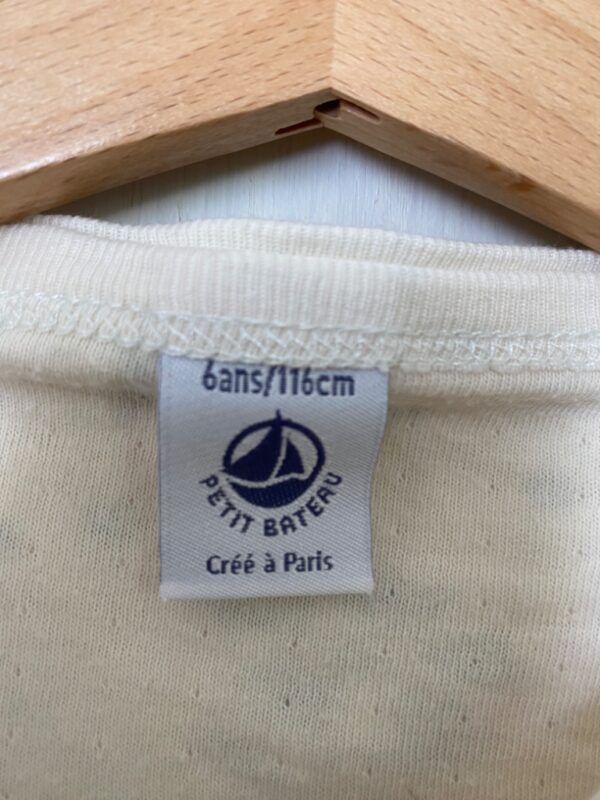 6ans/116cm
PETIT BATEAU
Créé à Paris